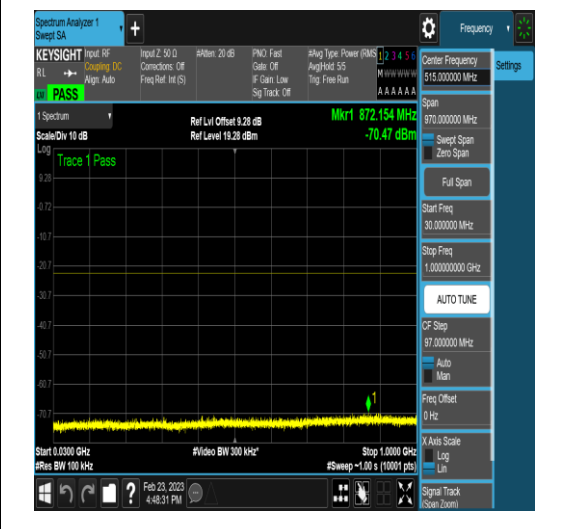 Spectrum Analyzer 1
Swept SA
Frequency
KEYSIGHT
RL
Input: RF
Coupling: DC
Align: Auto
Input Z: 50 Ω
Corrections: Off
Freq Ref: Int (S)
#Atten: 20 dB
PNO: Fast
Gate: Off
IF Gain: Low
Sig Track: Off
#Avg Type: Power (RMS
Avg|Hold: 5/5
Trig: Free Run
1 2 3 4 5 6
M W W W W W
A A A A A A
PASS
1 Spectrum
Scale/Div 10 dB
Ref Lvl Offset 9.28 dB
Ref Level 19.28 dBm
Mkr1 872.154 MHz
-70.47 dBm
Log
Trace 1 Pass
9.28
-0.72
-10.7
-20.7
-30.7
-40.7
-50.7
-60.7
-70.7
1
Start 0.0300 GHz
#Res BW 100 kHz
#Video BW 300 kHz*
Stop 1.0000 GHz
#Sweep ~1.00 s (10001 pts)
Feb 23, 2023
4:48:31 PM
?
Settings
Center Frequency
515.000000 MHz
Span
970.000000 MHz
Swept Span
Zero Span
Full Span
Start Freq
30.000000 MHz
Stop Freq
1.000000000 GHz
AUTO TUNE
CF Step
97.000000 MHz
Auto
Man
Freq Offset
0 Hz
X Axis Scale
Log
Lin
Signal Track
(Span Zoom)